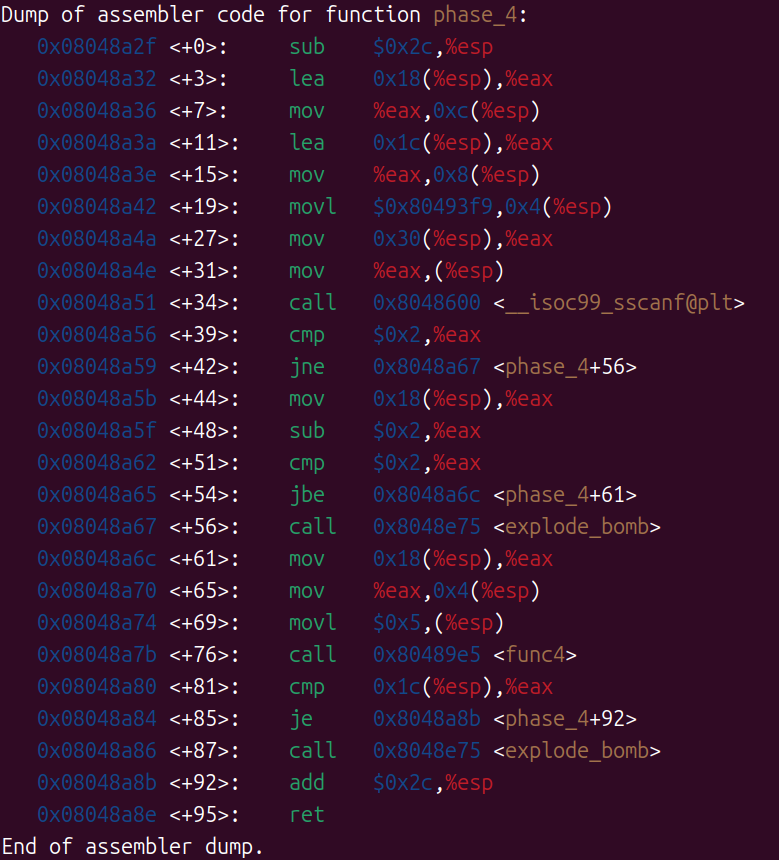 Dump of assembler code for function phase_4:
0x08048a2f <+0>: sub $0x2c,%esp
0x08048a32 <+3>: lea 0x18(%esp),%eax
0x08048a36 <+7>: mov %eax,0xc(%esp)
0x08048a3a <+11>: lea 0x1c(%esp),%eax
0x08048a3e <+15>: mov %eax,0x8(%esp)
0x08048a42 <+19>: movl $0x80493f9,0x4(%esp)
0x08048a4a <+27>: mov 0x30(%esp),%eax
0x08048a4e <+31>: mov %eax,(%esp)
0x08048a51 <+34>: call 0x8048600 <__isoc99_sscanf@plt>
0x08048a56 <+39>: cmp $0x2,%eax
0x08048a59 <+42>: jne 0x8048a67 <phase_4+56>
0x08048a5b <+44>: mov 0x18(%esp),%eax
0x08048a5f <+48>: sub $0x2,%eax
0x08048a62 <+51>: cmp $0x2,%eax
0x08048a65 <+54>: jbe 0x8048a6c <phase_4+61>
0x08048a67 <+56>: call 0x8048e75 <explode_bomb>
0x08048a6c <+61>: mov 0x18(%esp),%eax
0x08048a70 <+65>: mov %eax,0x4(%esp)
0x08048a74 <+69>: movl $0x5,(%esp)
0x08048a7b <+76>: call 0x80489e5 <func4>
0x08048a80 <+81>: cmp 0x1c(%esp),%eax
0x08048a84 <+85>: je 0x8048a8b <phase_4+92>
0x08048a86 <+87>: call 0x8048e75 <explode_bomb>
0x08048a8b <+92>: add $0x2c,%esp
0x08048a8e <+95>: ret
End of assembler dump.